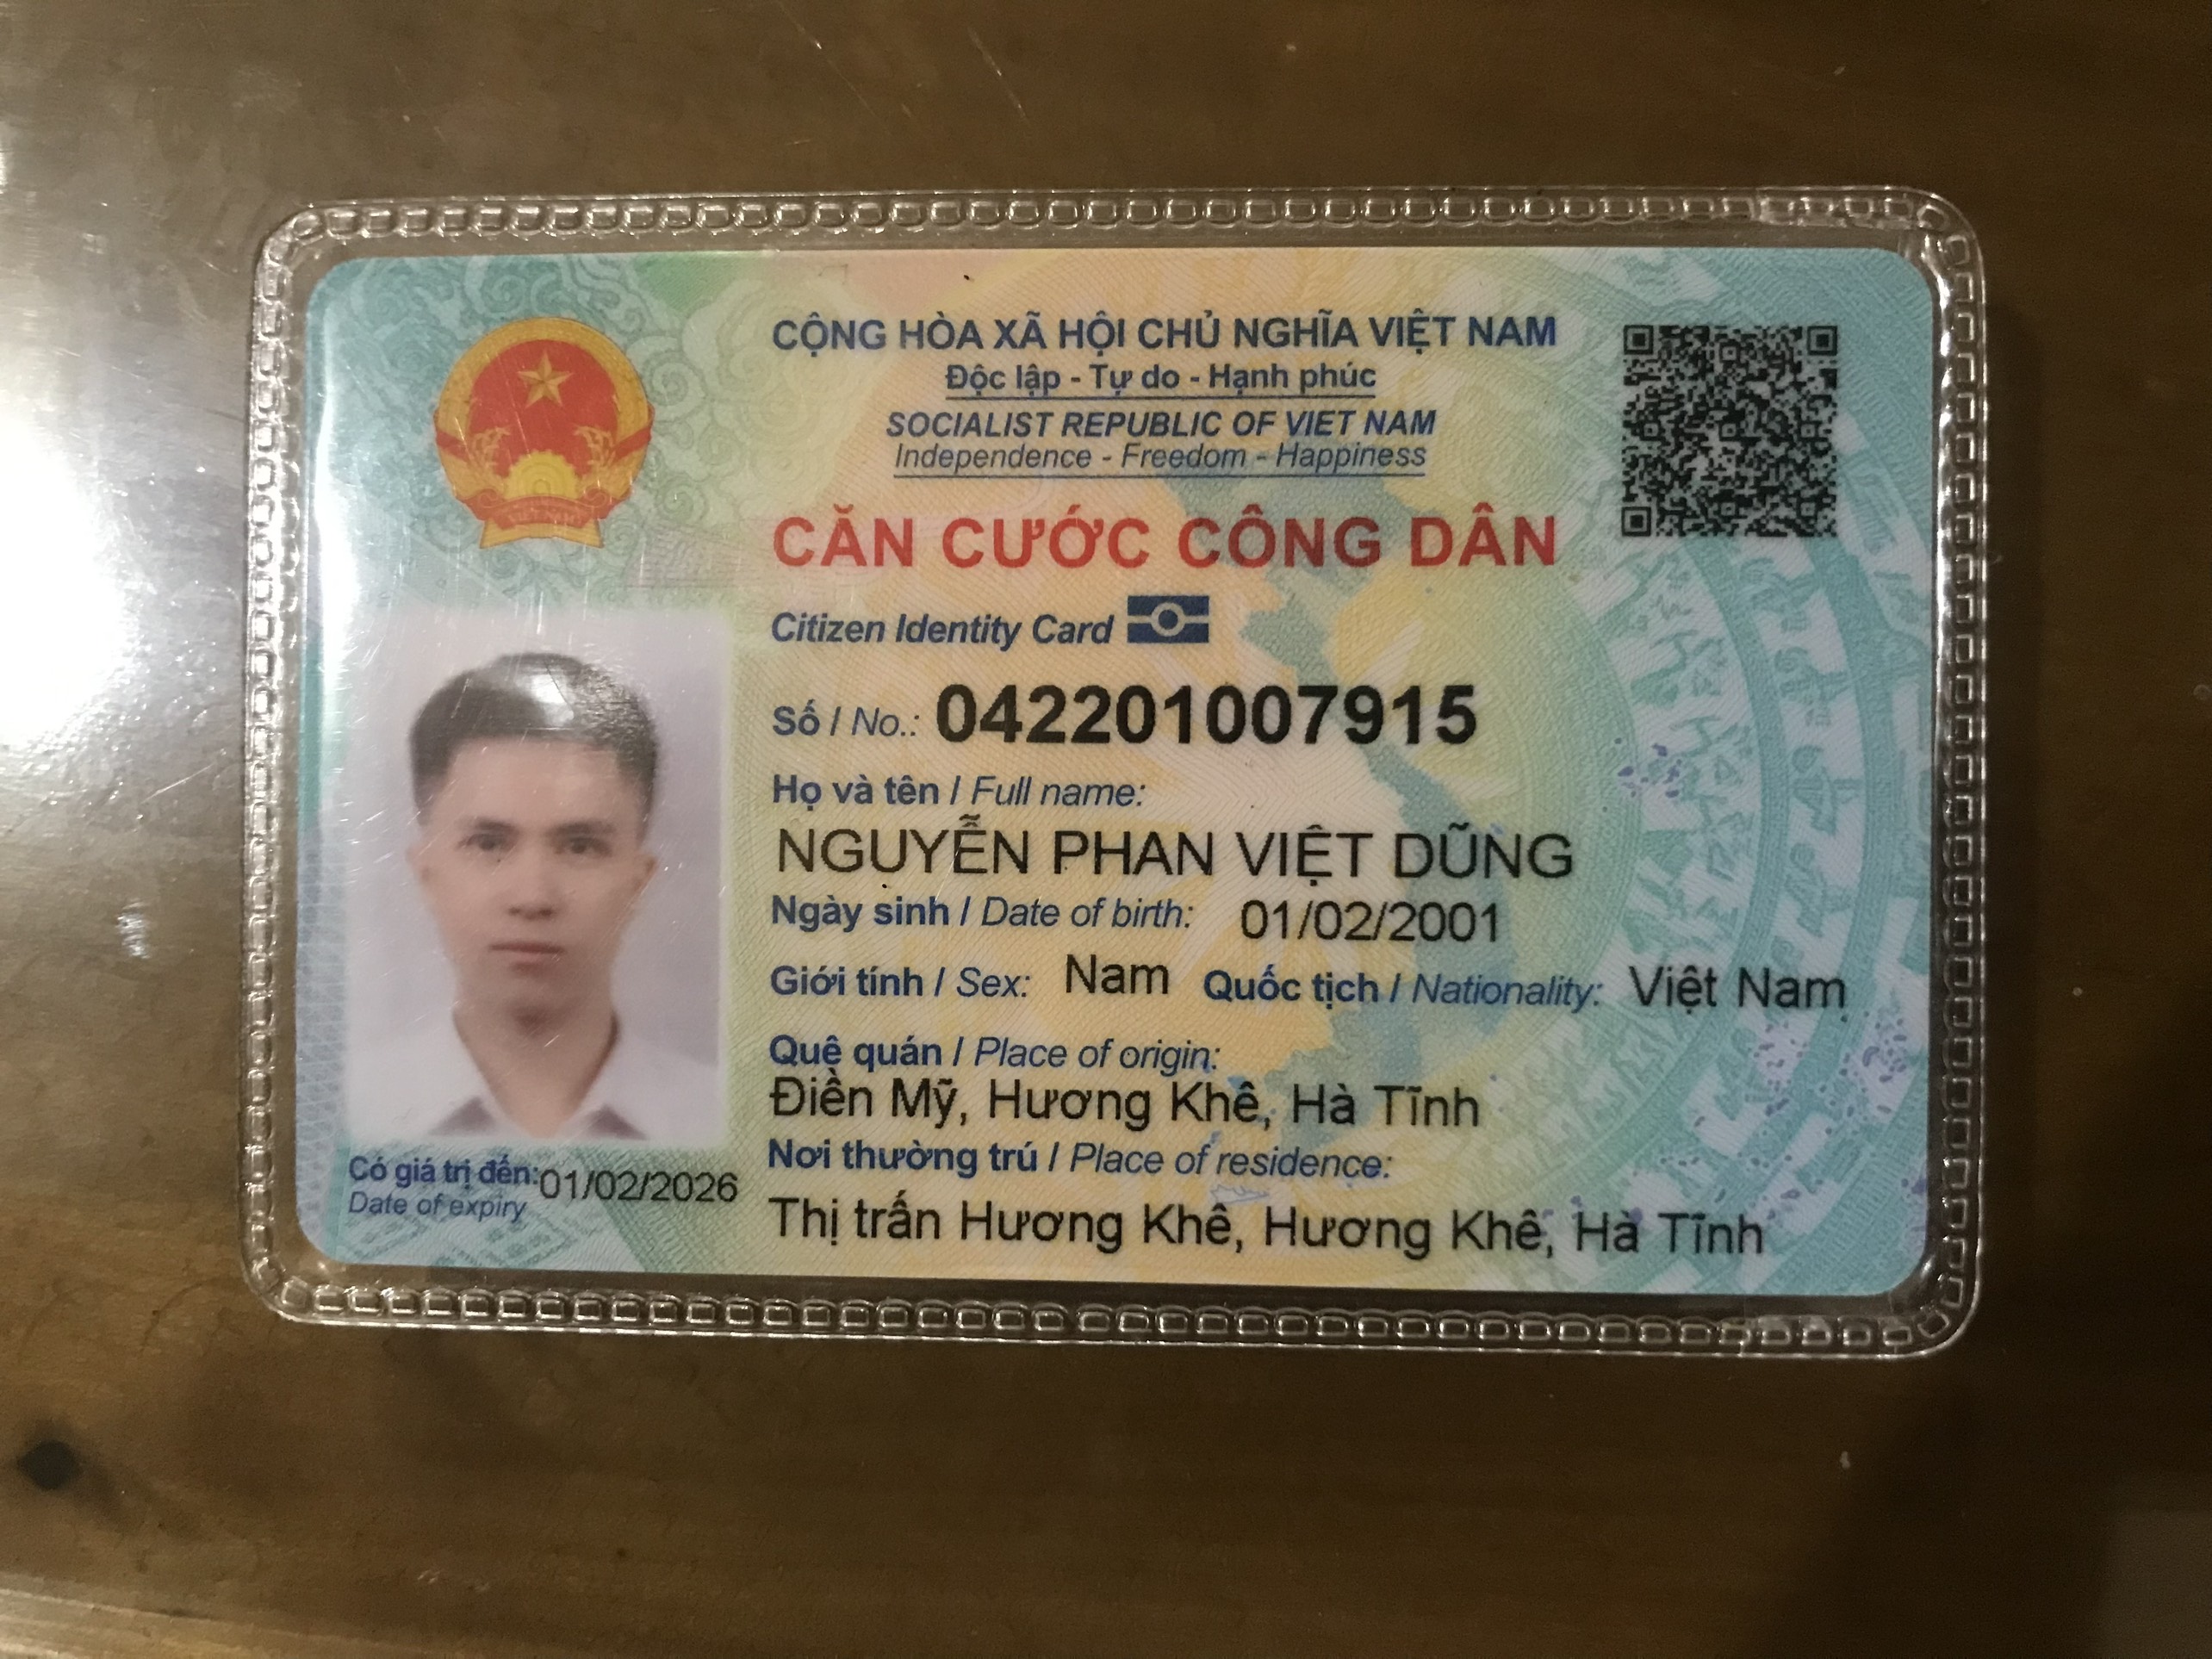 CỘNG HÒA XÃ HỘI CHỦ NGHĨA VIỆT NAM
Độc lập - Tự do - Hạnh phúc
SOCIALIST REPUBLIC OF VIET NAM
Independence - Freedom - Happiness
CĂN CƯỚC CÔNG DÂN
Citizen Identity Card
Số / No.: 042201007915
Họ và tên / Full name:
NGUYỄN PHAN VIỆT DŨNG
Ngày sinh / Date of birth: 01/02/2001
Giới tính / Sex: Nam Quốc tịch / Nationality: Việt Nam
Quê quán / Place of origin:
Điền Mỹ, Hương Khê, Hà Tĩnh
Nơi thường trú / Place of residence:
Thị trấn Hương Khê, Hương Khê, Hà Tĩnh
Có giá trị đến: 01/02/2026
Date of expiry